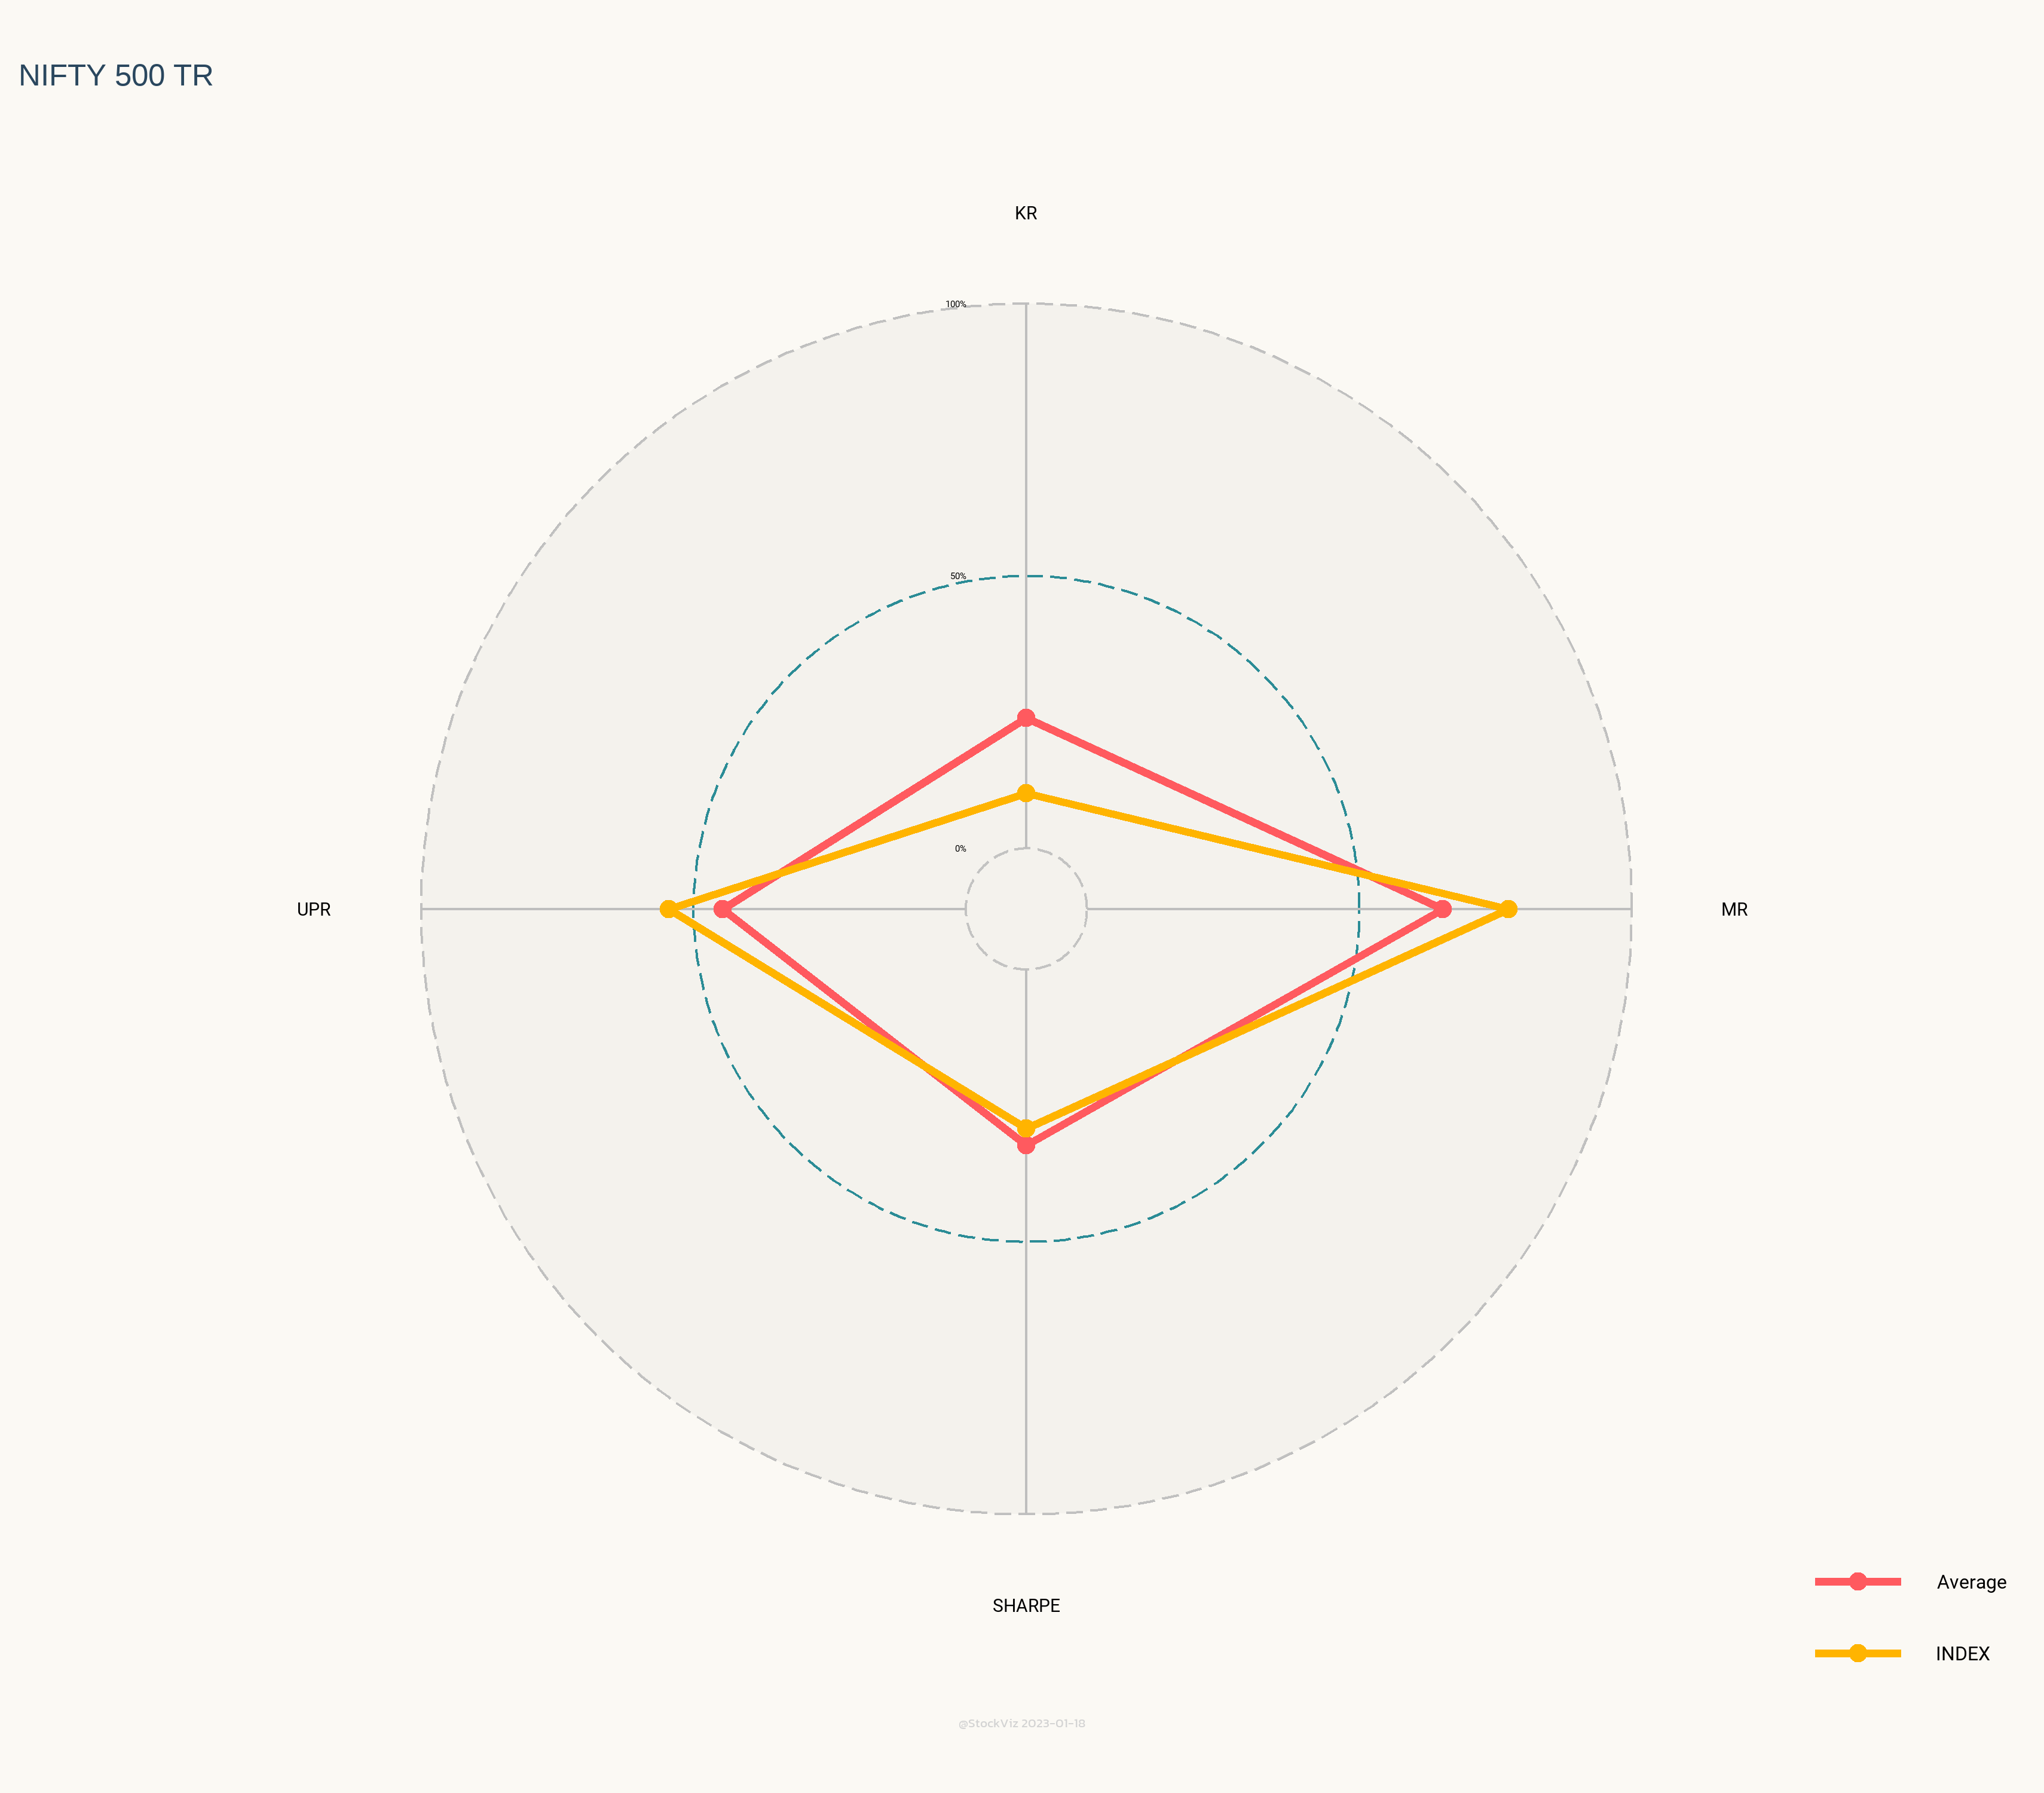 NIFTY 500 TR
KR
100%
50%
0%
UPR
MR
SHARPE
Average
INDEX
@StockViz 2023-01-18